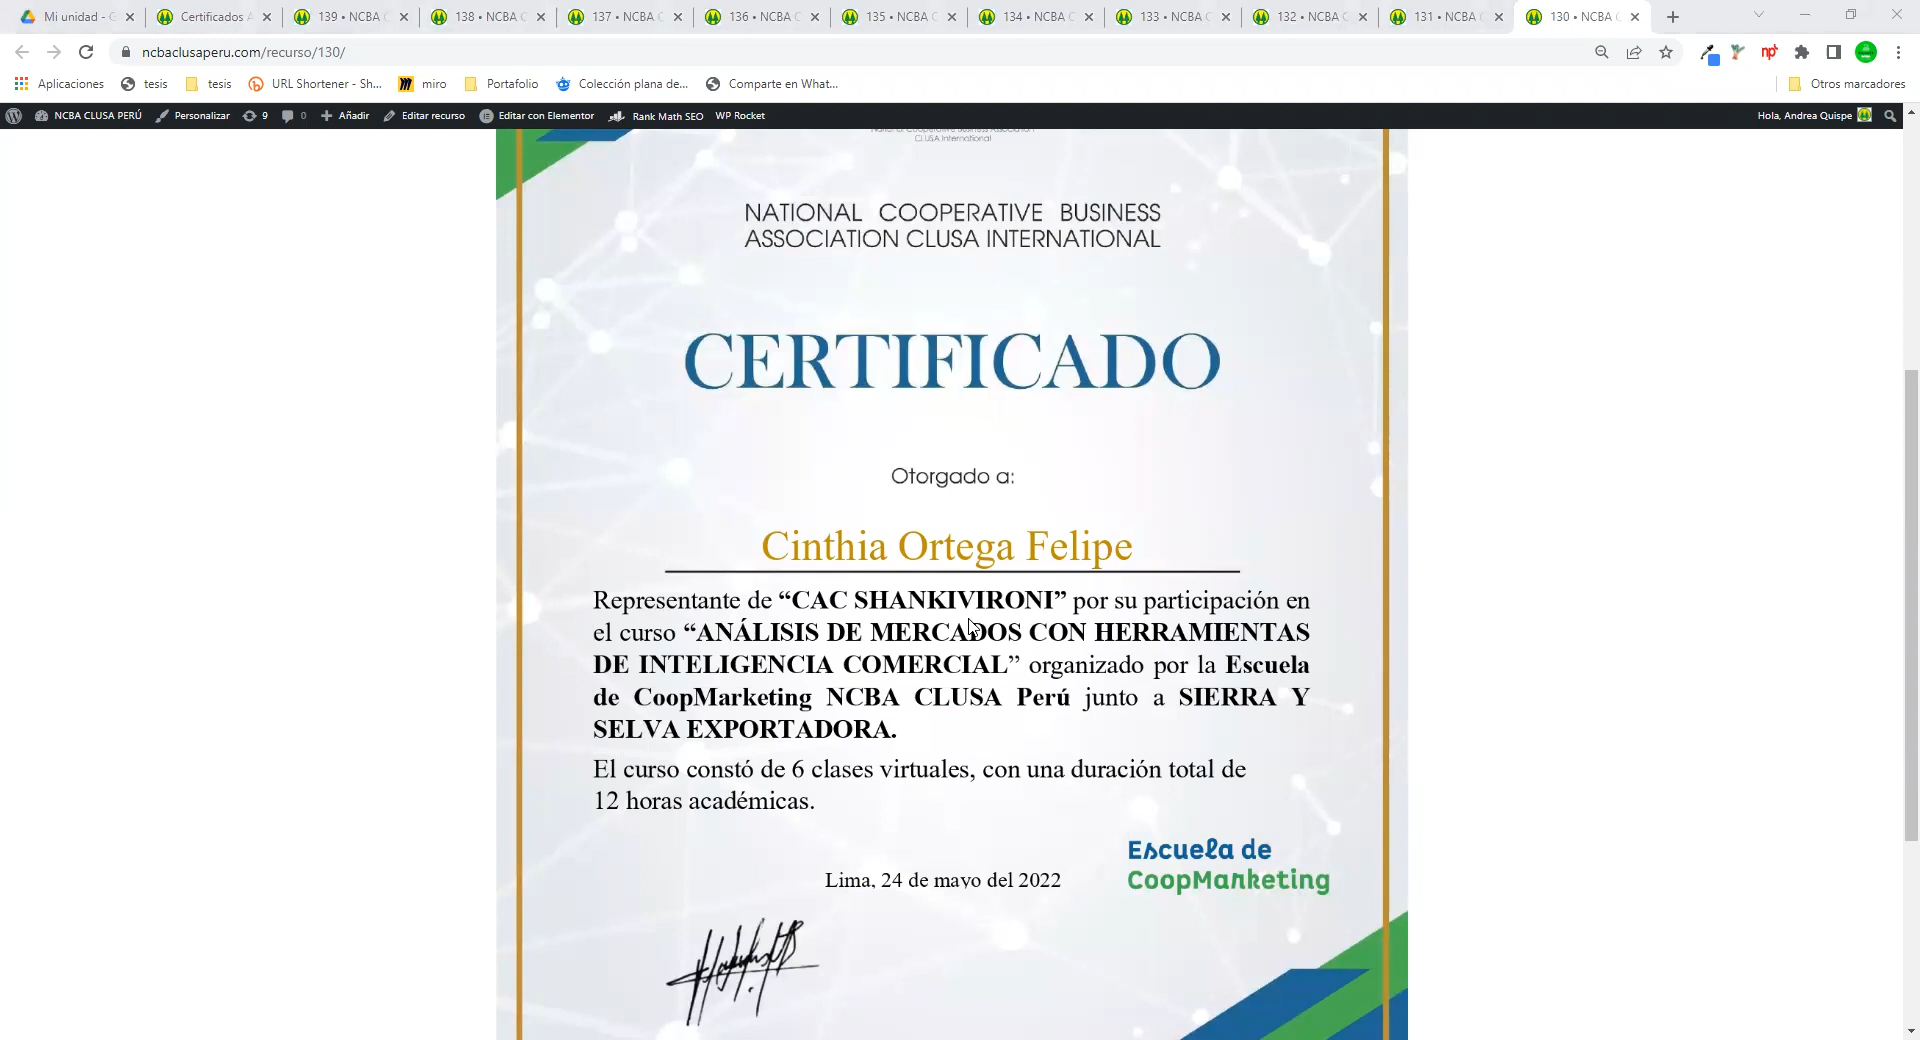 Mi unidad - G
Certificados A
139 • NCBA C
138 • NCBA C
137 • NCBA C
136 • NCBA C
135 • NCBA C
134 • NCBA C
133 • NCBA C
132 • NCBA C
131 • NCBA C
130 • NCBA C
ncbaclusaperu.com/recurso/130/
Aplicaciones
tesis
tesis
URL Shortener - Sh...
miro
Portafolio
Colección plana de...
Comparte en What...
Otros marcadores
NCBA CLUSA PERÚ
Personalizar
9
0
Añadir
Editar recurso
Editar con Elementor
Rank Math SEO
WP Rocket
Hola, Andrea Quispe
National Cooperative Business Association
CLUSA International
NATIONAL COOPERATIVE BUSINESS
ASSOCIATION CLUSA INTERNATIONAL
CERTIFICADO
Otorgado a:
Cinthia Ortega Felipe
Representante de “CAC SHANKIVIRONI” por su participación en
el curso “ANÁLISIS DE MERCADOS CON HERRAMIENTAS
DE INTELIGENCIA COMERCIAL” organizado por la Escuela
de CoopMarketing NCBA CLUSA Perú junto a SIERRA Y
SELVA EXPORTADORA.
El curso constó de 6 clases virtuales, con una duración total de
12 horas académicas.
Lima, 24 de mayo del 2022
Escuela de
CoopMarketing